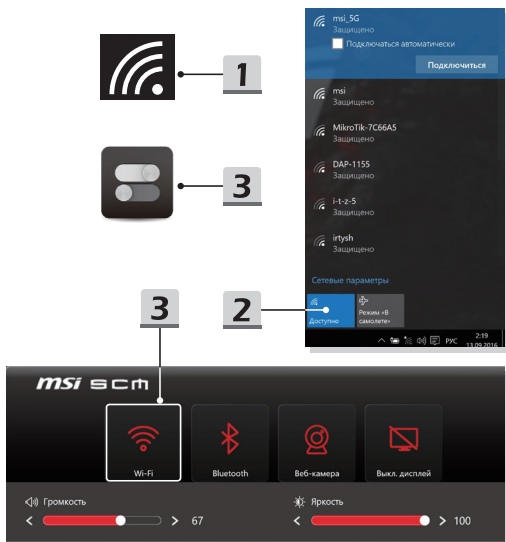 1
3
msi_5G
Защищено
Подключаться автоматически
Подключиться
msi
Защищено
MikroTik-7C66A5
Защищено
DAP-1155
Защищено
i-t-z-5
Защищено
irtysh
Защищено
Сетевые параметры
Доступно
Режим «В
самолете»
2
РУС
2:19
13.09.2016
3
msi SCM
Wi-Fi
Bluetooth
Веб-камера
Выкл. дисплей
Громкость
< > 67
Яркость
< > 100